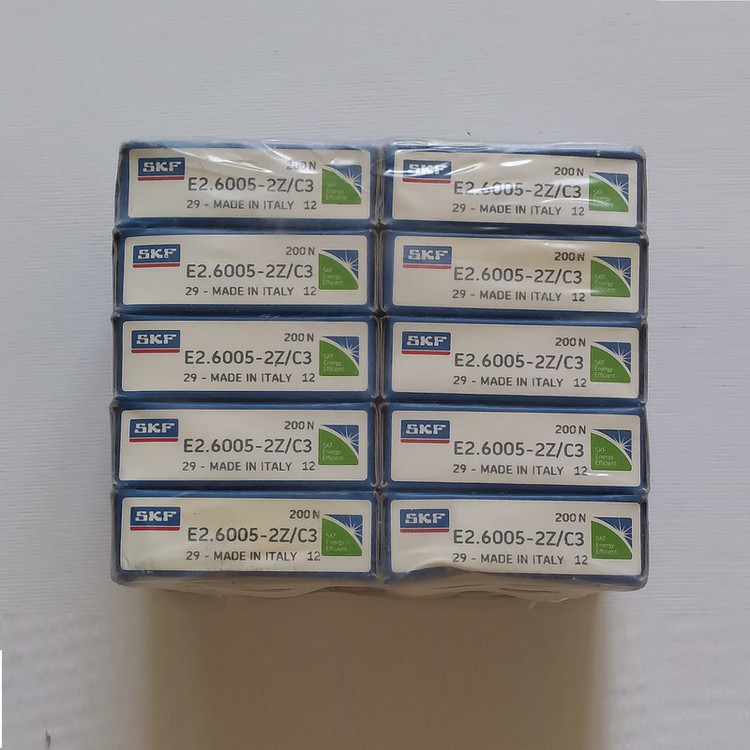 SKF
200 N
E2.6005-2Z/C3
29 - MADE IN ITALY 12
SKF
Energy
Efficient
SKF
200 N
E2.6005-2Z/C3
29 - MADE IN ITALY 12
SKF
Energy
Efficient
SKF
200 N
E2.6005-2Z/C3
29 - MADE IN ITALY 12
SKF
Energy
Efficient
SKF
200 N
E2.6005-2Z/C3
29 - MADE IN ITALY 12
SKF
Energy
Efficient
SKF
200 N
E2.6005-2Z/C3
29 - MADE IN ITALY 12
SKF
Energy
Efficient
SKF
200 N
E2.6005-2Z/C3
29 - MADE IN ITALY 12
SKF
Energy
Efficient
SKF
200 N
E2.6005-2Z/C3
29 - MADE IN ITALY 12
SKF
Energy
Efficient
SKF
200 N
E2.6005-2Z/C3
29 - MADE IN ITALY 12
SKF
Energy
Efficient
SKF
200 N
E2.6005-2Z/C3
29 - MADE IN ITALY 12
SKF
Energy
Efficient
SKF
200 N
E2.6005-2Z/C3
29 - MADE IN ITALY 12
SKF
Energy
Efficient